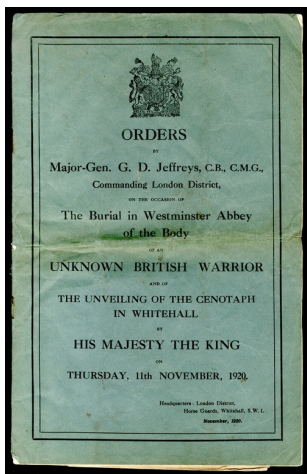 ORDERS
BY
Major-Gen. G. D. Jeffreys, C.B., C.M.G.,
Commanding London District,
ON THE OCCASION OF
The Burial in Westminster Abbey
of the Body
OF AN
UNKNOWN BRITISH WARRIOR
AND OF
THE UNVEILING OF THE CENOTAPH
IN WHITEHALL
BY
HIS MAJESTY THE KING
ON
THURSDAY, 11th NOVEMBER, 1920.
Headquarters: London District,
Horse Guards, Whitehall, S.W.1.
November, 1920.